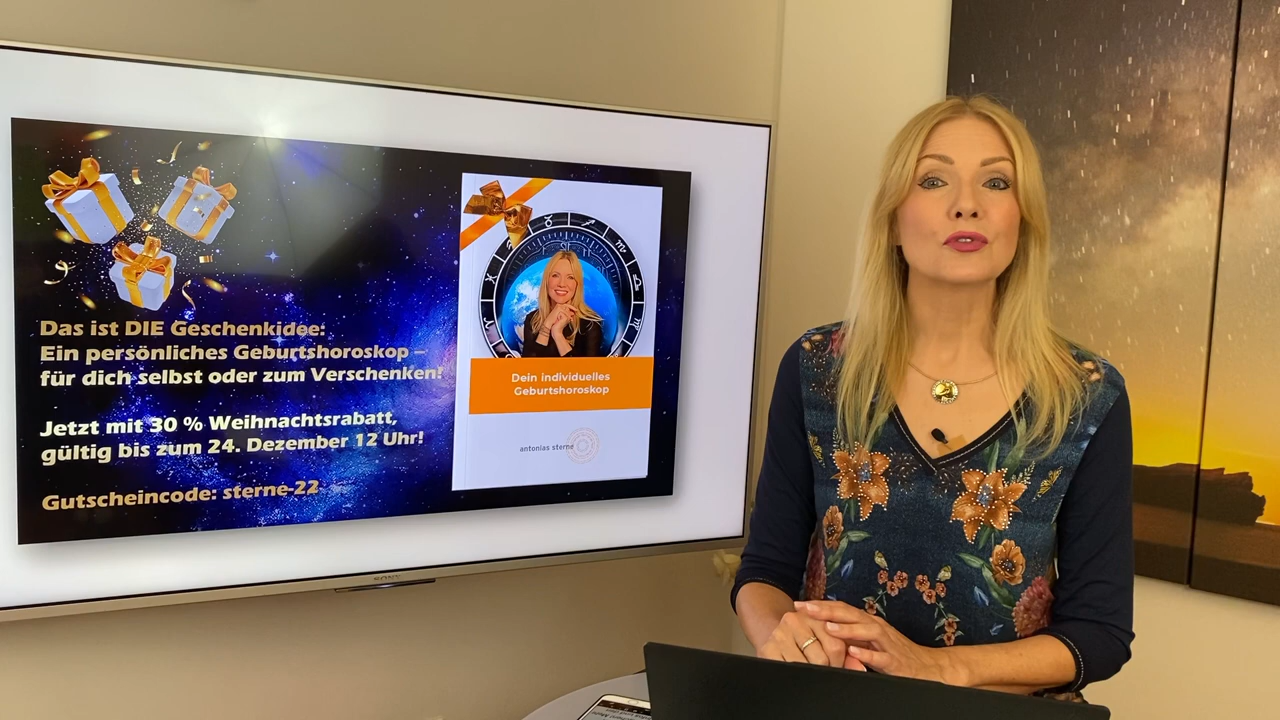 Das ist DIE Geschenkidee:
Ein persönliches Geburtshoroskop –
für dich selbst oder zum Verschenken!
Jetzt mit 30 % Weihnachtsrabatt,
gültig bis zum 24. Dezember 12 Uhr!
Gutscheincode: sterne-22
Dein individuelles
Geburtshoroskop
antonias sterne
SONY